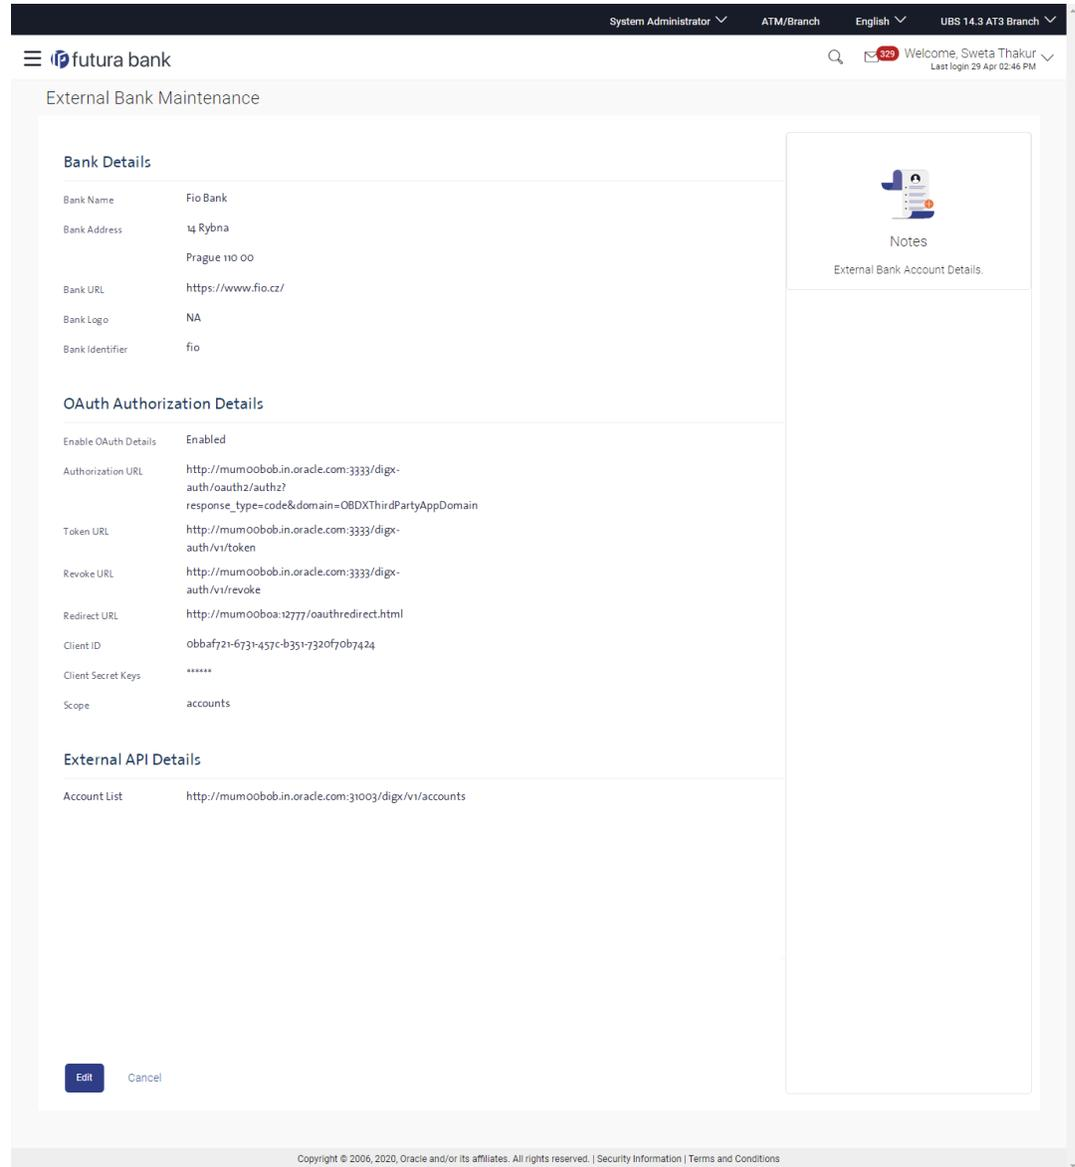 System Administrator ATM/Branch English UBS 14.3 AT3 Branch
futura bank 329 Welcome, Sweta Thakur
Last login 29 Apr 02:46 PM
External Bank Maintenance
Bank Details
Bank Name Fio Bank
Bank Address 14 Rybna
Prague 110 00
Bank URL https://www.fio.cz/
Bank Logo NA
Bank Identifier fio
OAuth Authorization Details
Enable OAuth Details Enabled
Authorization URL http://mum00bob.in.oracle.com:3333/digx-
auth/oauth2/authz?
response_type=code&domain=OBDXThirdPartyAppDomain
Token URL http://mum00bob.in.oracle.com:3333/digx-
auth/v1/token
Revoke URL http://mum00bob.in.oracle.com:3333/digx-
auth/v1/revoke
Redirect URL http://mum00boa:12777/oauthredirect.html
Client ID 0bbaf721-6731-457c-b351-7320f70b7424
Client Secret Keys ******
Scope accounts
External API Details
Account List http://mum00bob.in.oracle.com:31003/digx/v1/accounts
Notes
External Bank Account Details.
Edit Cancel
Copyright © 2006, 2020, Oracle and/or its affiliates. All rights reserved. | Security Information | Terms and Conditions